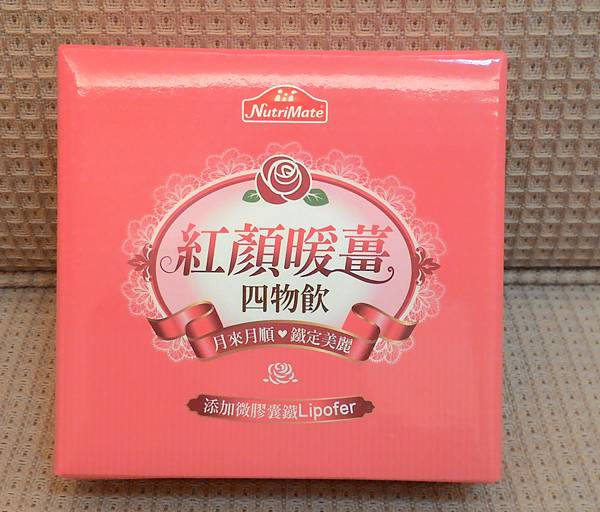 NutriMate
紅顏暖薑
四物飲
月來月順♥鐵定美麗
添加微膠囊鐵Lipofer